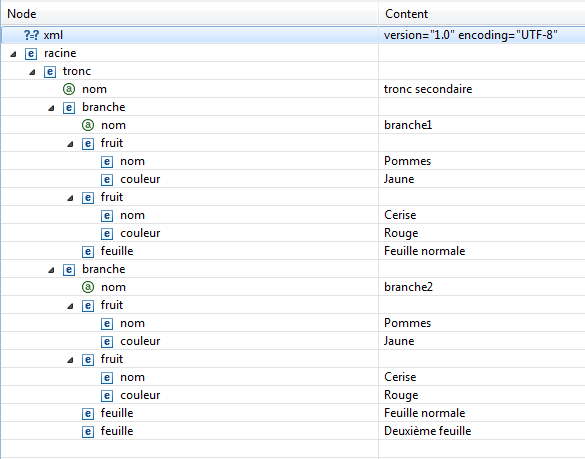 Node Content
?=? xml version="1.0" encoding="UTF-8"
e racine
e tronc
a nom tronc secondaire
e branche
a nom branche1
e fruit
e nom Pommes
e couleur Jaune
e fruit
e nom Cerise
e couleur Rouge
e feuille Feuille normale
e branche
a nom branche2
e fruit
e nom Pommes
e couleur Jaune
e fruit
e nom Cerise
e couleur Rouge
e feuille Feuille normale
e feuille Deuxième feuille